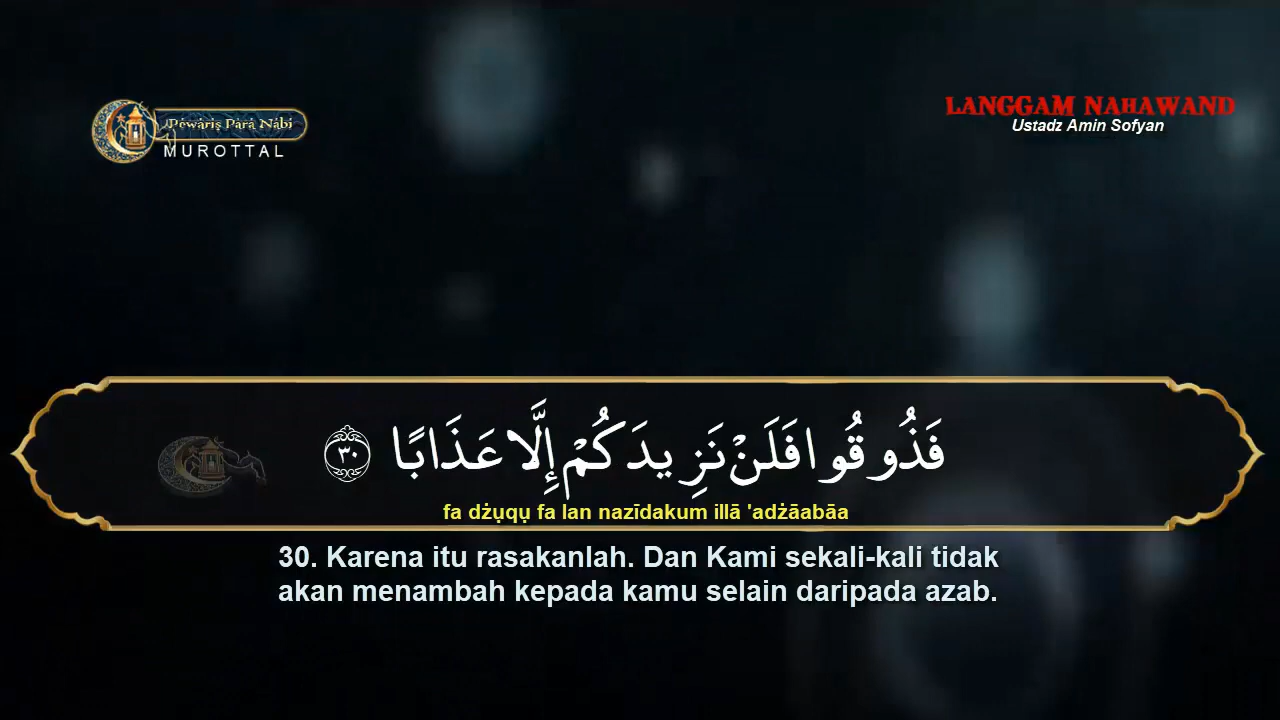 Pewaris Para Nabi
MUROTTAL
LANGGAM NAHAWAND
Ustadz Amin Sofyan
فَذُوقُوا فَلَنْ نَزِيدَكُمْ إِلَّا عَذَابًا ٣٠
fa dżụqụ fa lan nazīdakum illā 'adżāabāa
30. Karena itu rasakanlah. Dan Kami sekali-kali tidak
akan menambah kepada kamu selain daripada azab.